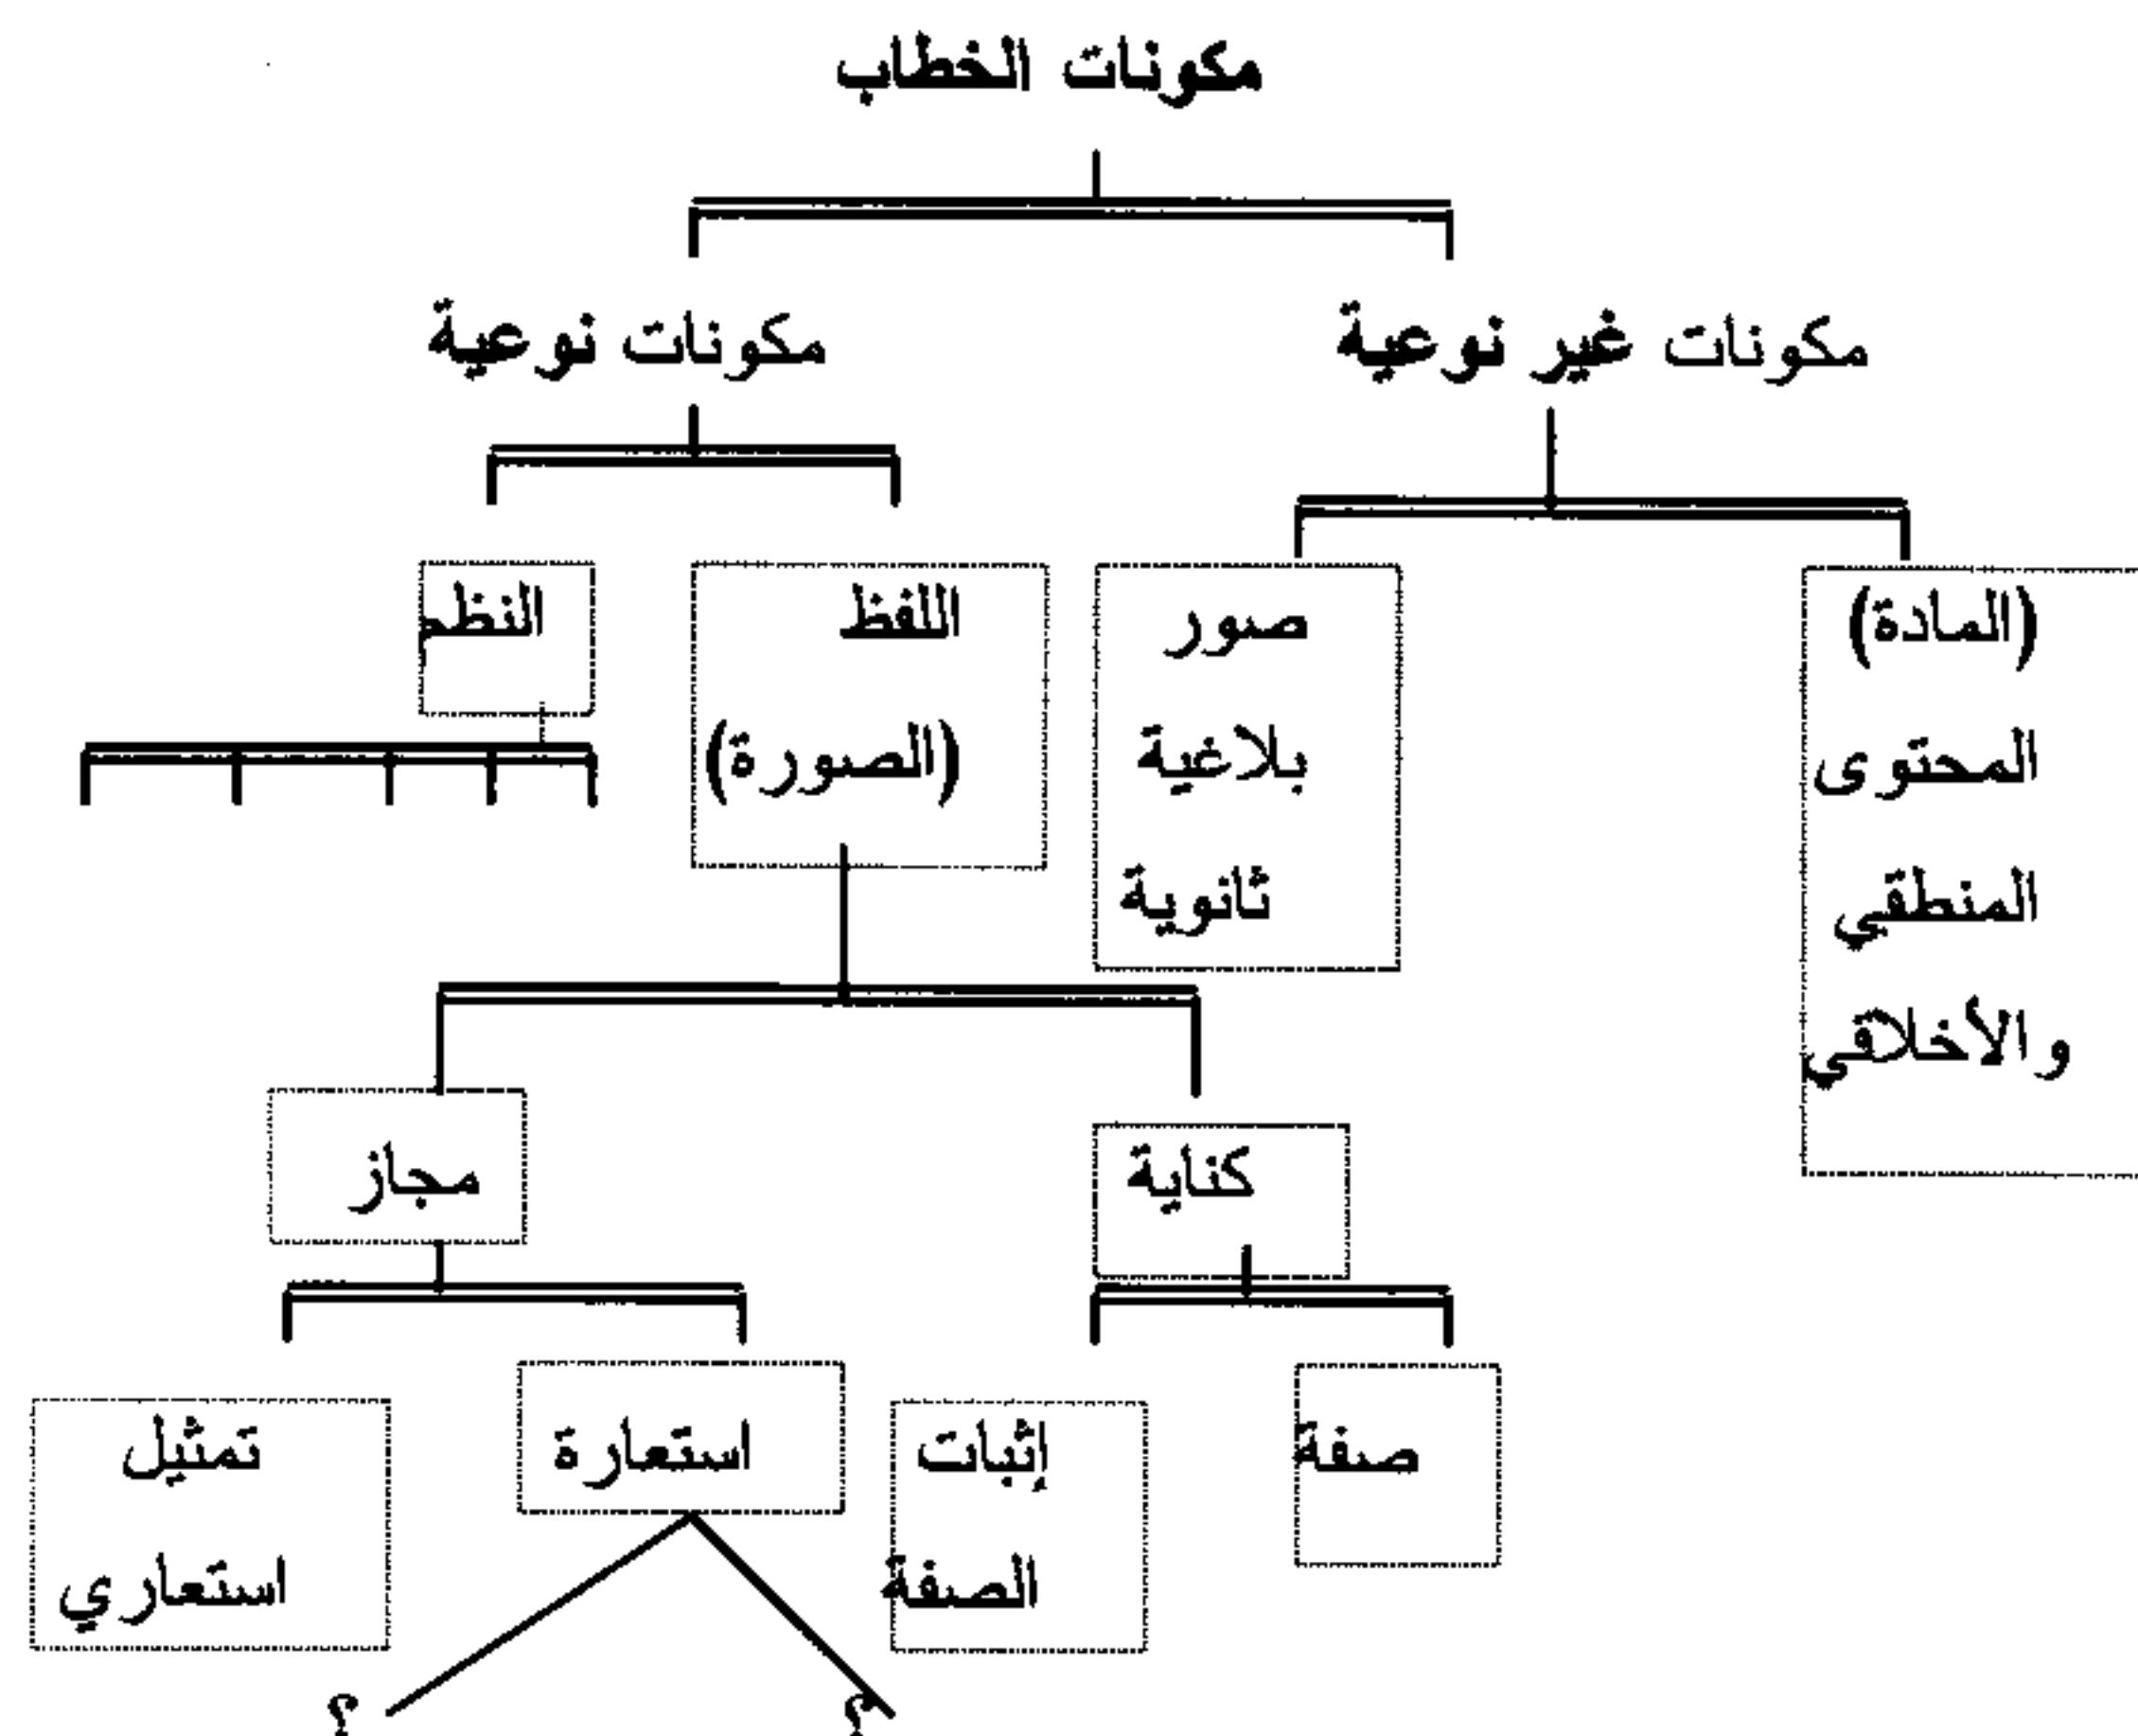 مكونات الخطاب
مكونات غير نوعية
مكونات نوعية
(المادة)
المحتوى
المنطقي
والأخلاقي
صور
بلاغية
ثانوية
اللفظ
(الصورة)
النظم
كناية
مجاز
صفة
إثبات
الصفة
استعارة
تمثيل
استعاري
؟
؟